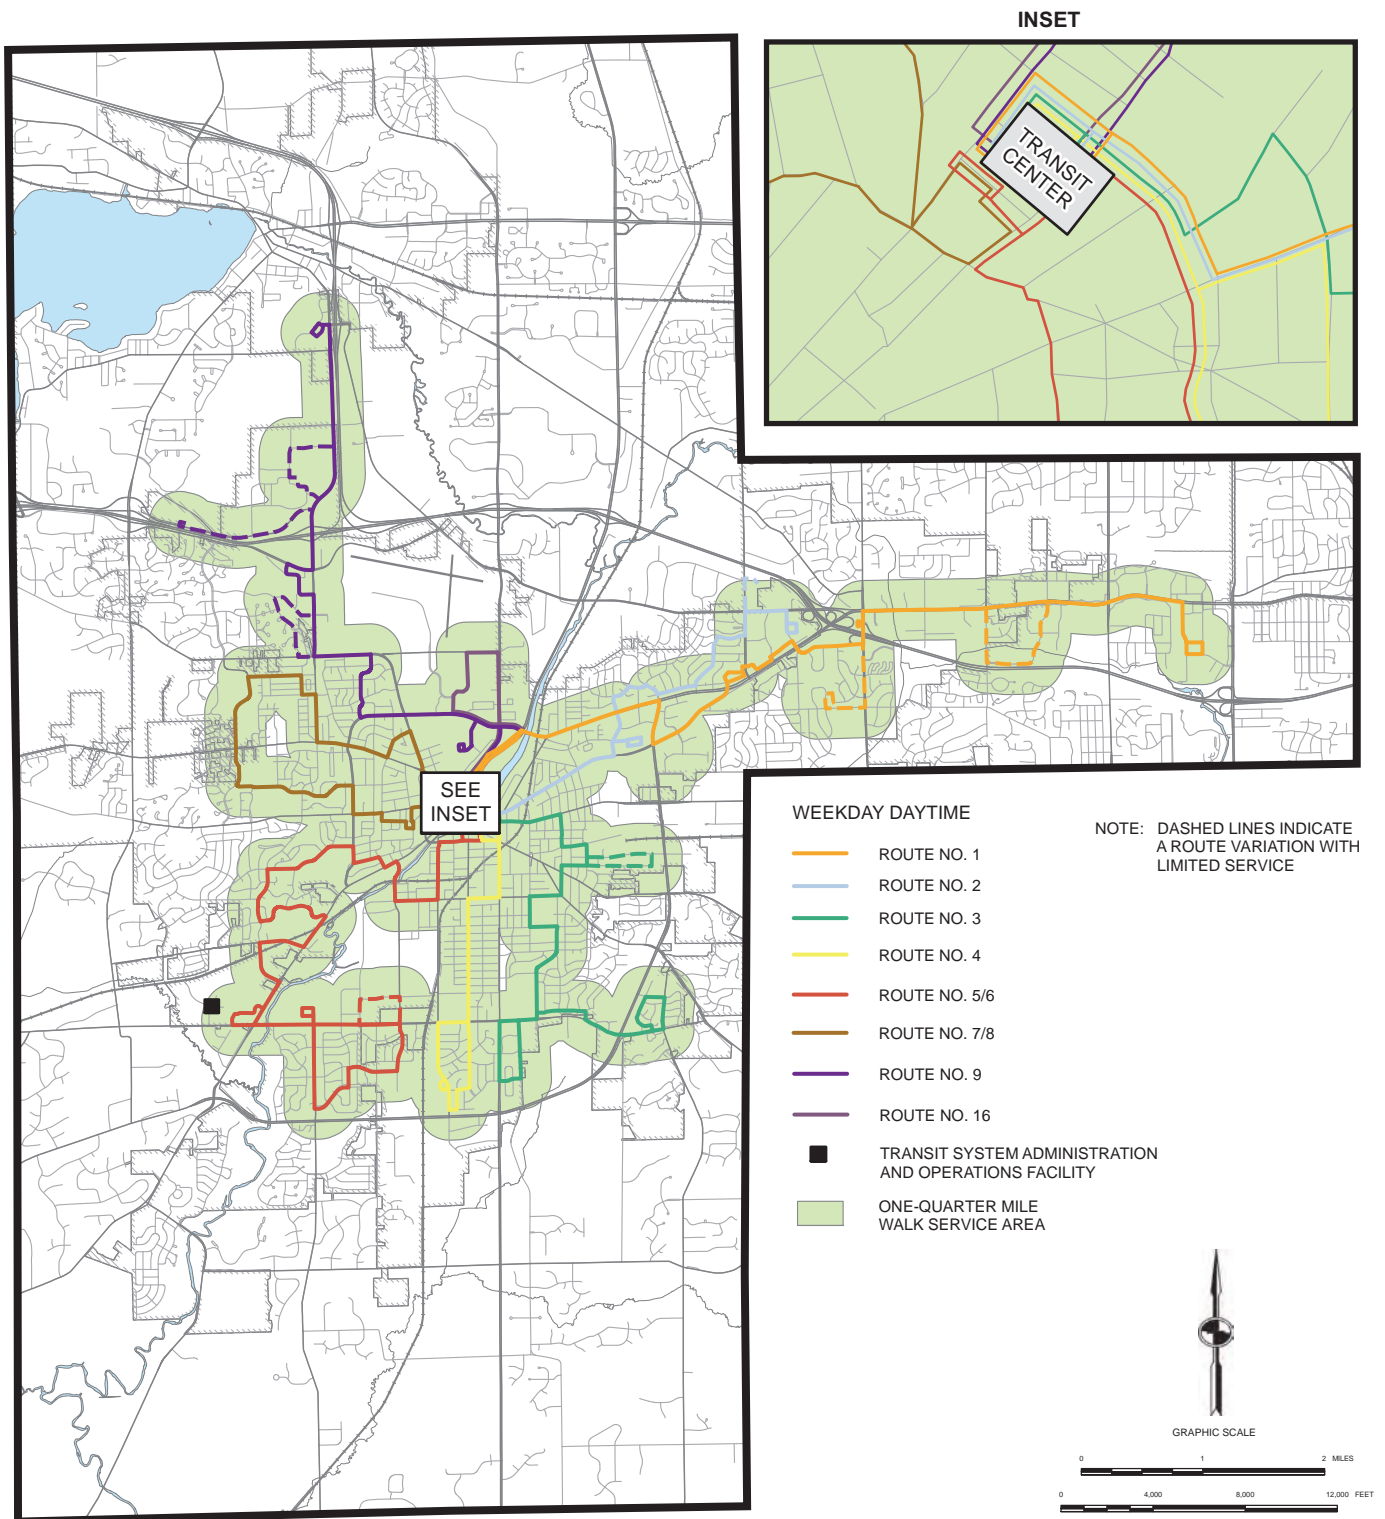 INSET
TRANSIT
CENTER
SEE
INSET
WEEKDAY DAYTIME
ROUTE NO. 1
ROUTE NO. 2
ROUTE NO. 3
ROUTE NO. 4
ROUTE NO. 5/6
ROUTE NO. 7/8
ROUTE NO. 9
ROUTE NO. 16
TRANSIT SYSTEM ADMINISTRATION
AND OPERATIONS FACILITY
ONE-QUARTER MILE
WALK SERVICE AREA
NOTE: DASHED LINES INDICATE
A ROUTE VARIATION WITH
LIMITED SERVICE
GRAPHIC SCALE
0 1 2 MILES
0 4,000 8,000 12,000 FEET